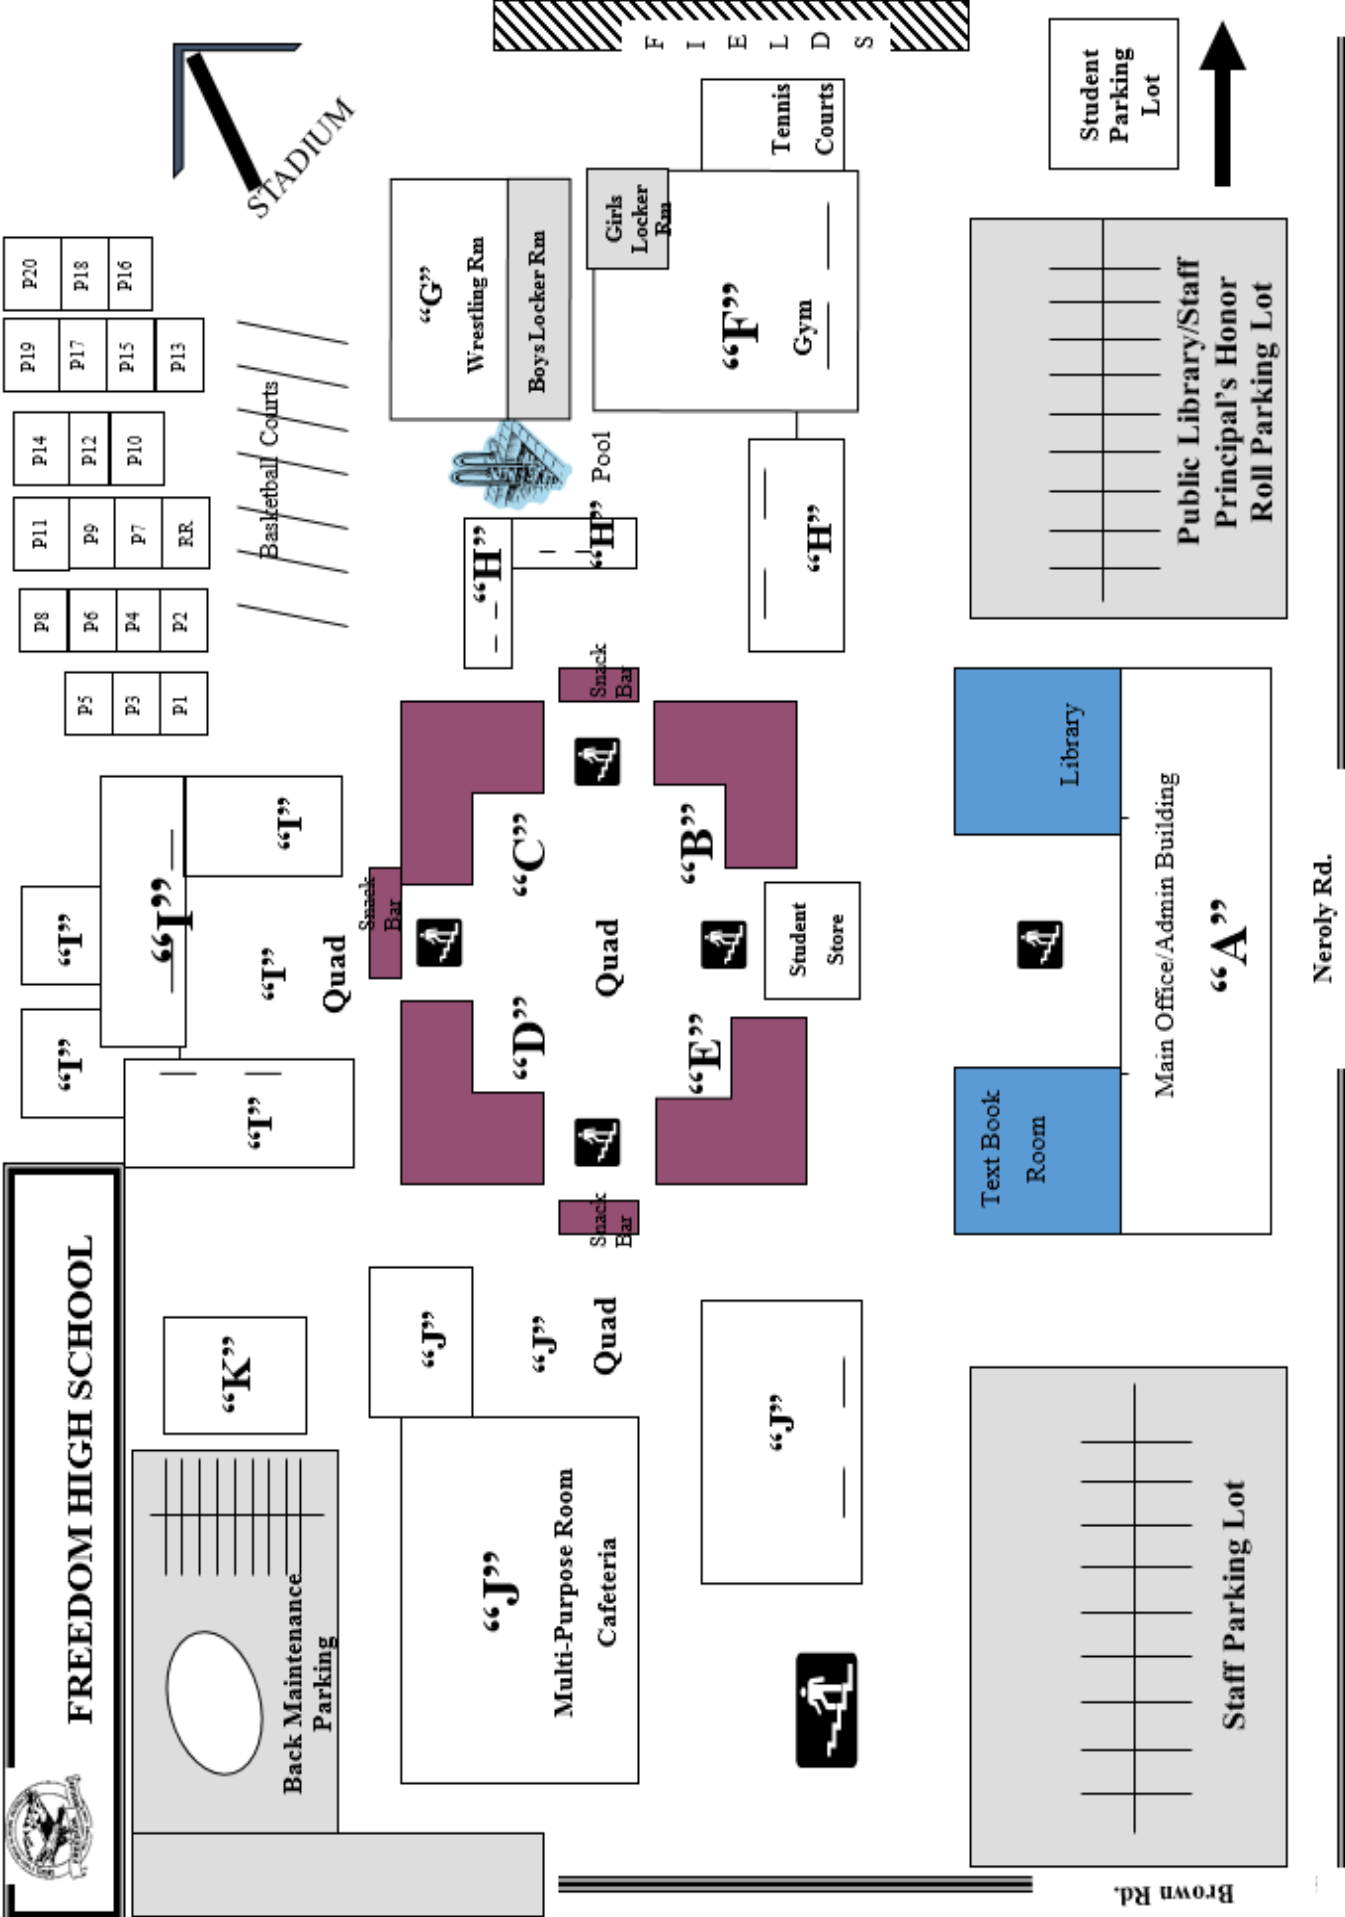 FREEDOM HIGH SCHOOL
STADIUM
FIELDS
P20
P18
P16
P19
P17
P15
P13
P14
P12
P10
P11
P9
P7
RR
P8
P6
P4
P2
P5
P3
P1
Basketball Courts
“G”
Wrestling Rm
Boys Locker Rm
Girls
Locker
Rm
Tennis
Courts
“F”
Gym
Pool
“H”
“H”
“H”
Student
Parking
Lot
Public Library/Staff
Principal's Honor
Roll Parking Lot
“I”
“I”
“I”
“I”
“I”
“I”
Quad
Snack
Bar
Snack
Bar
Snack
Bar
“C”
“B”
“D”
“E”
Quad
Student
Store
Library
Text Book
Room
Main Office/Admin Building
“A”
Neroly Rd.
“K”
Back Maintenance
Parking
“J”
“J”
Quad
“J”
Multi-Purpose Room
Cafeteria
“J”
Staff Parking Lot
Brown Rd.